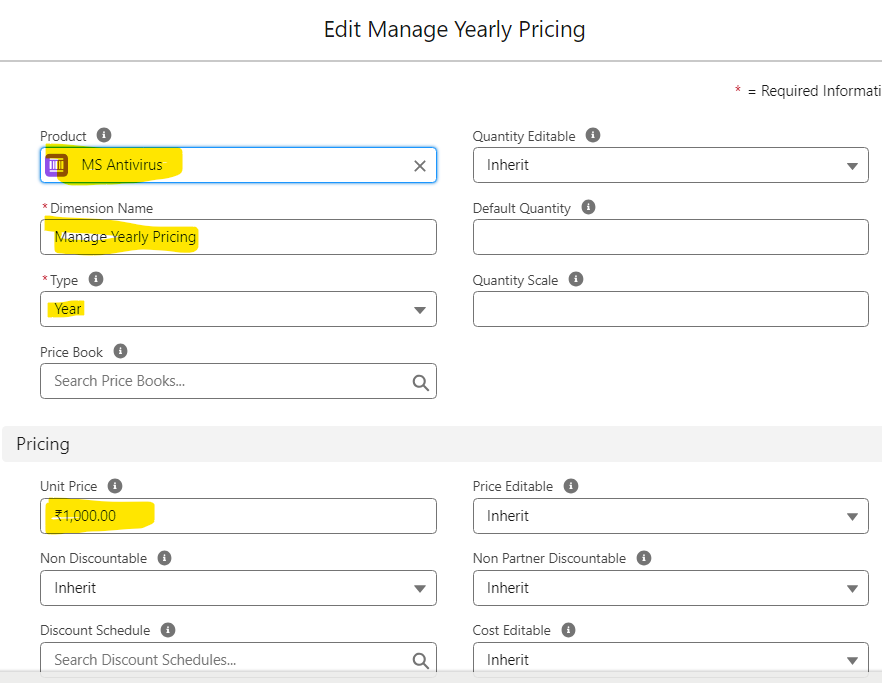 Edit Manage Yearly Pricing
* = Required Informati
Product
MS Antivirus
Quantity Editable
Inherit
*Dimension Name
Manage Yearly Pricing
Default Quantity
*Type
Year
Quantity Scale
Price Book
Search Price Books...
Pricing
Unit Price
₹1,000.00
Price Editable
Inherit
Non Discountable
Inherit
Non Partner Discountable
Inherit
Discount Schedule
Search Discount Schedules...
Cost Editable
Inherit